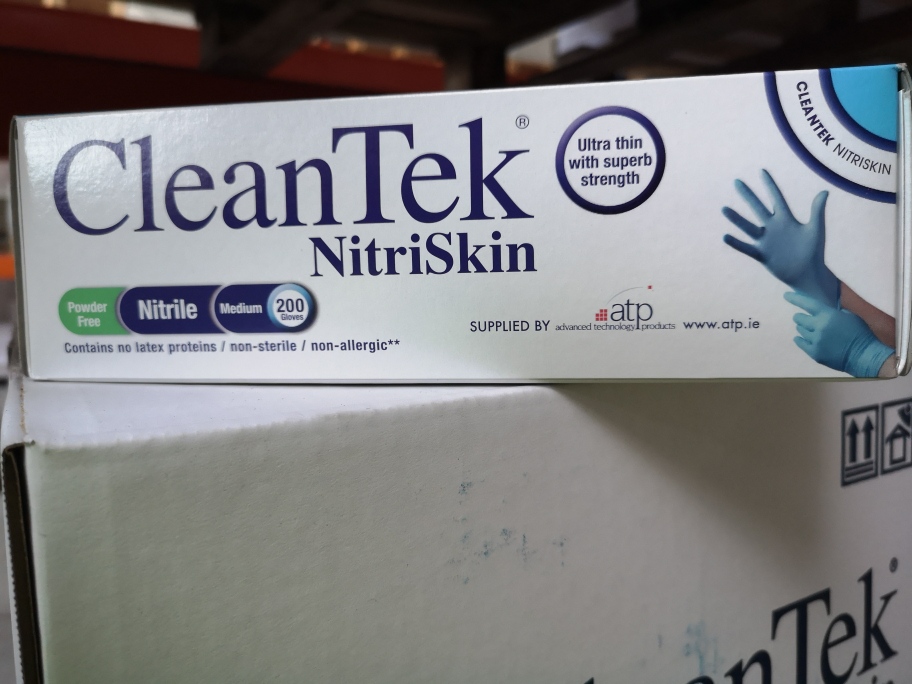 CleanTek®
NitriSkin
Ultra thin
with superb
strength
CLEANTEK NITRISKIN
Powder
Free
Nitrile
Medium
200
Gloves
Contains no latex proteins / non-sterile / non-allergic**
SUPPLIED BY
atp
advanced technology products
www.atp.ie
anTek®